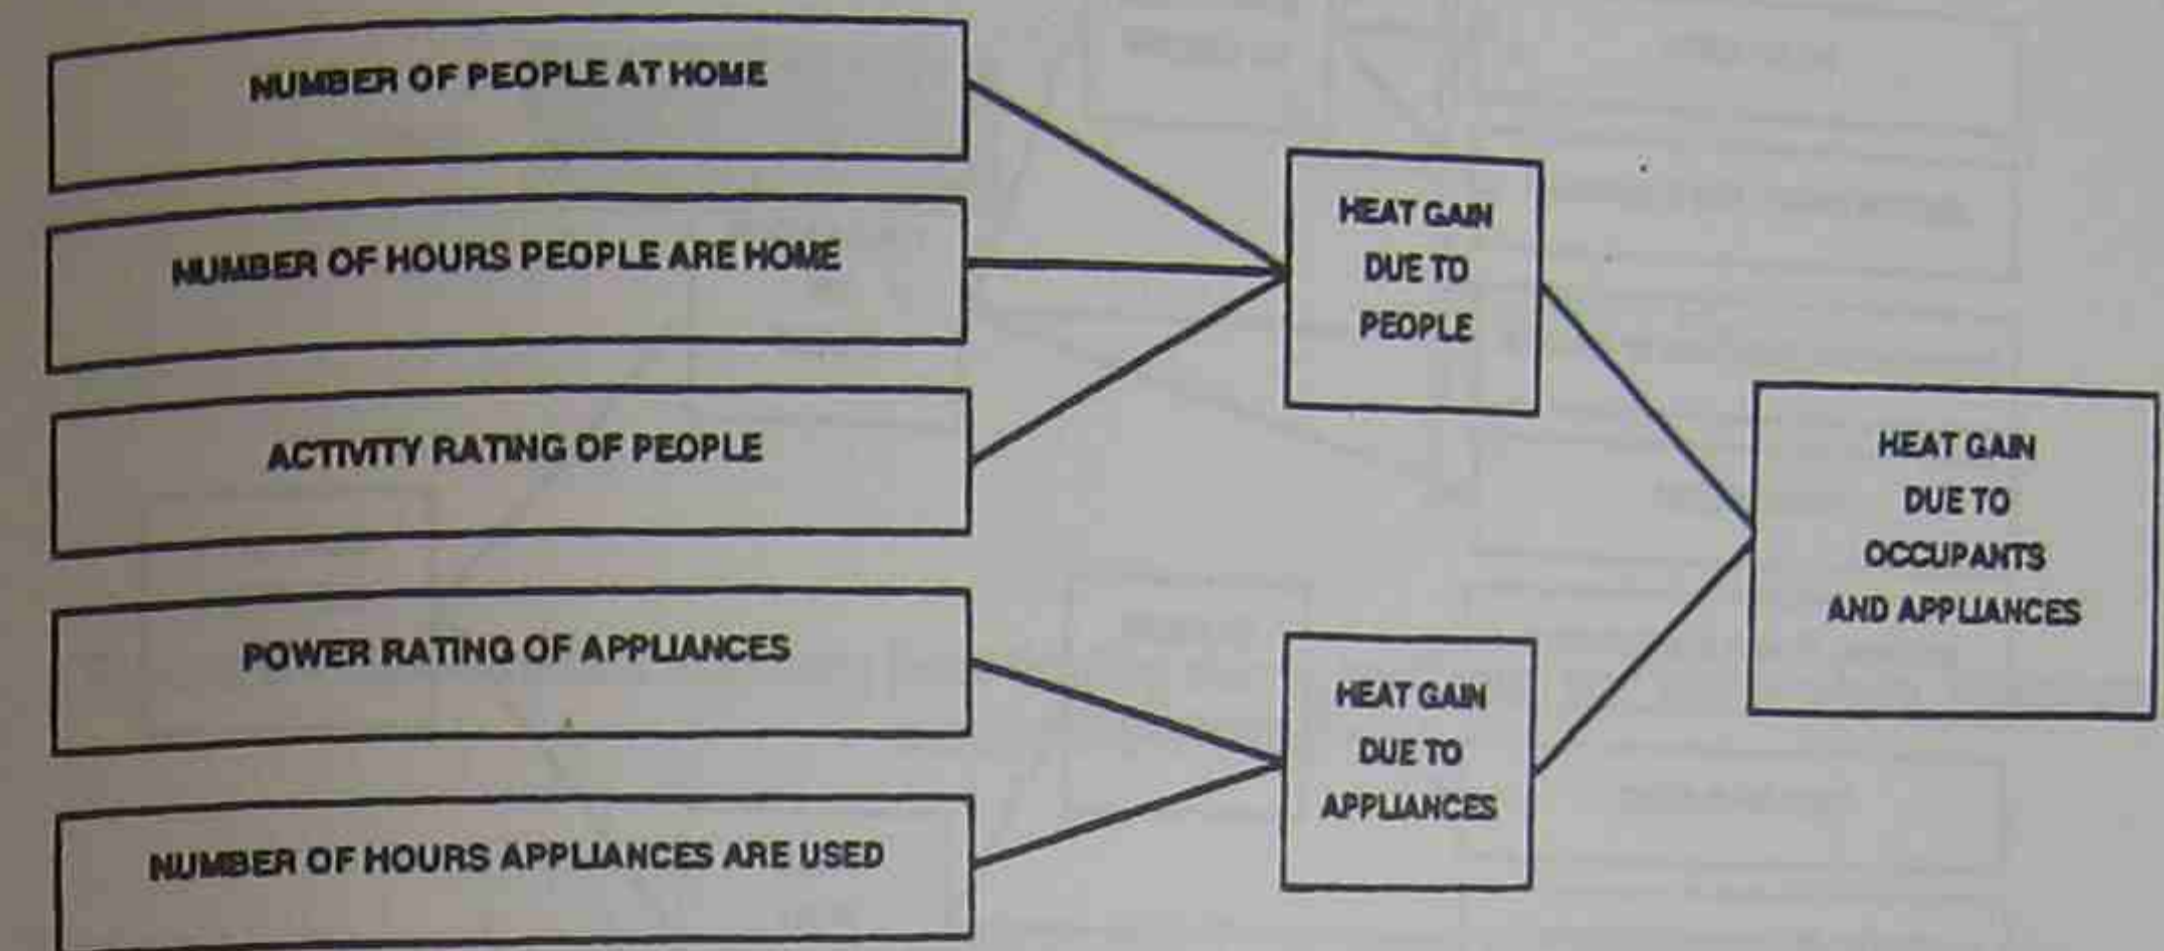 NUMBER OF PEOPLE AT HOME
NUMBER OF HOURS PEOPLE ARE HOME
ACTIVITY RATING OF PEOPLE
POWER RATING OF APPLIANCES
NUMBER OF HOURS APPLIANCES ARE USED
HEAT GAIN
DUE TO
PEOPLE
HEAT GAIN
DUE TO
APPLIANCES
HEAT GAIN
DUE TO
OCCUPANTS
AND APPLIANCES